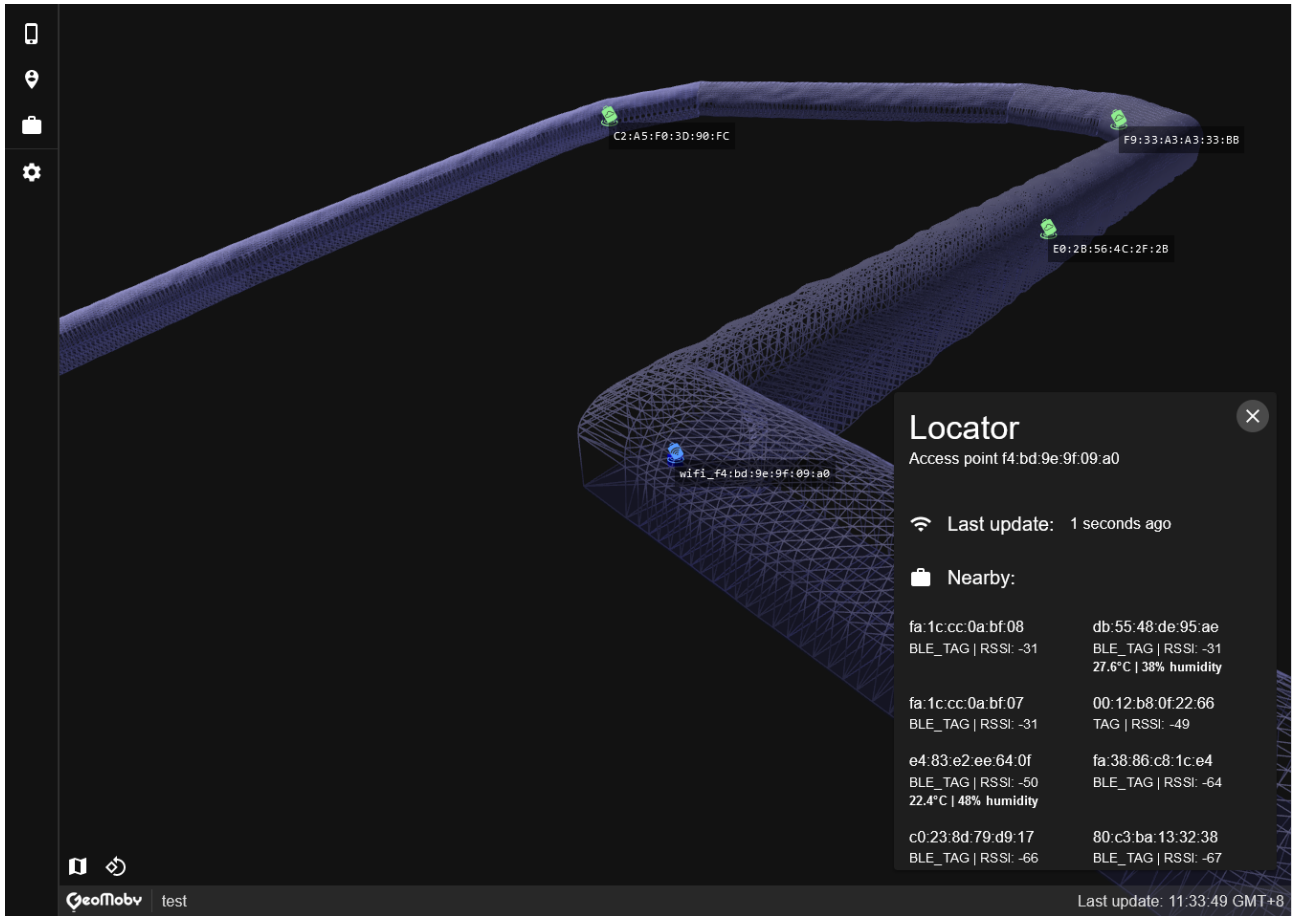 C2:A5:F0:3D:90:FC
F9:33:A3:A3:33:BB
E0:2B:56:4C:2F:2B
wifi_f4:bd:9e:9f:09:a0
Locator
Access point f4:bd:9e:9f:09:a0
Last update: 1 seconds ago
Nearby:
fa:1c:cc:0a:bf:08
BLE_TAG | RSSI: -31
db:55:48:de:95:ae
BLE_TAG | RSSI: -31
27.6°C | 38% humidity
fa:1c:cc:0a:bf:07
BLE_TAG | RSSI: -31
00:12:b8:0f:22:66
TAG | RSSI: -49
e4:83:e2:ee:64:0f
BLE_TAG | RSSI: -50
22.4°C | 48% humidity
fa:38:86:c8:1c:e4
BLE_TAG | RSSI: -64
c0:23:8d:79:d9:17
BLE_TAG | RSSI: -66
80:c3:ba:13:32:38
BLE_TAG | RSSI: -67
GeoMoby test
Last update: 11:33:49 GMT+8